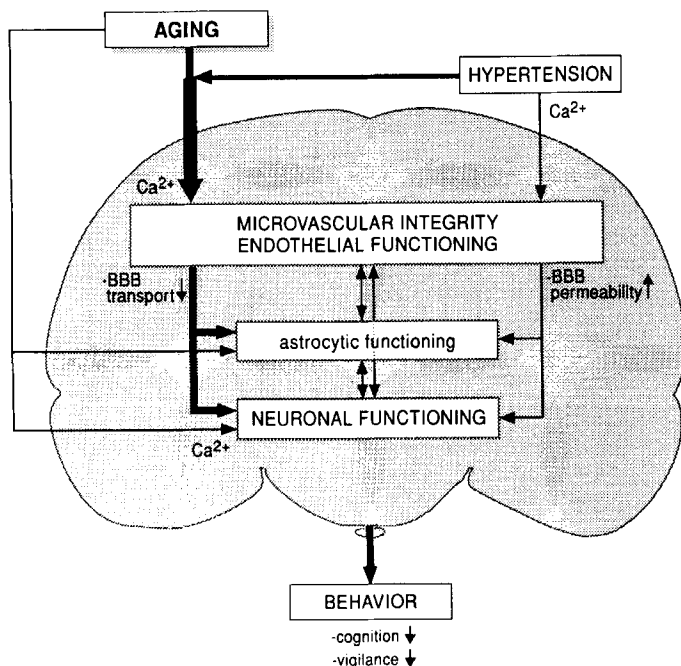 AGING
HYPERTENSION
Ca2+
Ca2+
MICROVASCULAR INTEGRITY
ENDOTHELIAL FUNCTIONING
-BBB
transport
-BBB
permeability
astrocytic functioning
NEURONAL FUNCTIONING
Ca2+
BEHAVIOR
-cognition
-vigilance